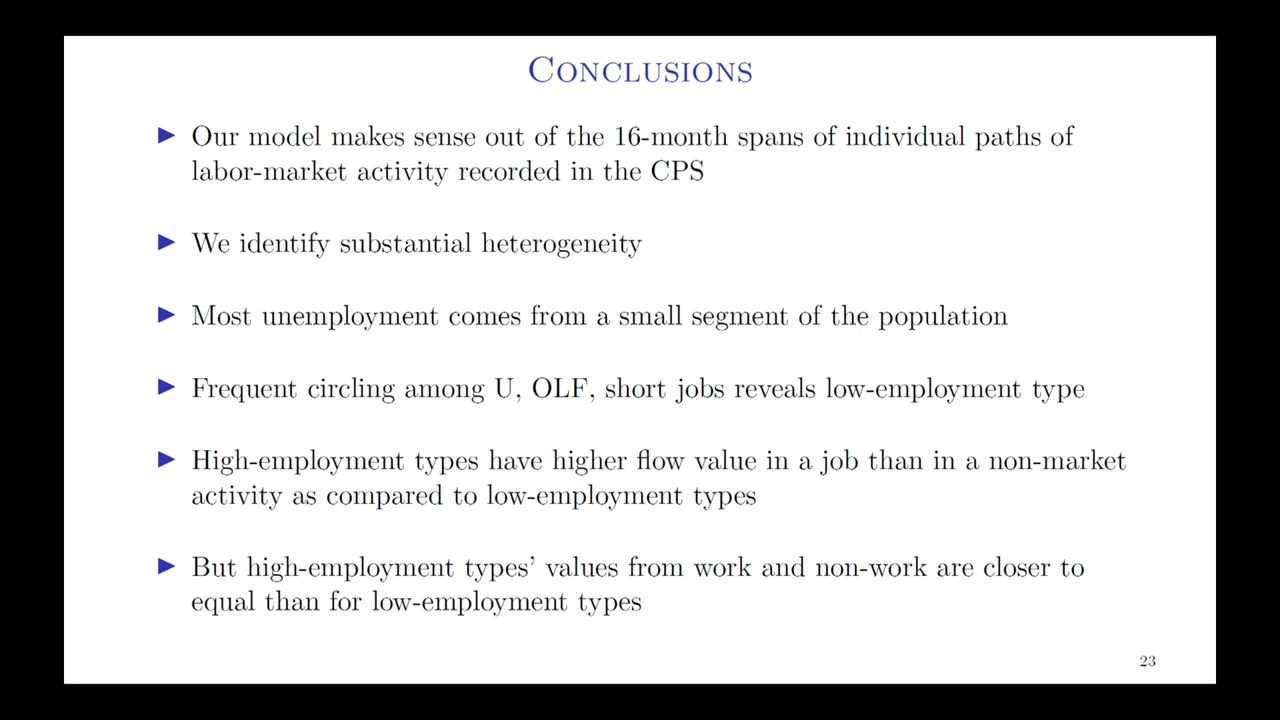 Conclusions
▶ Our model makes sense out of the 16-month spans of individual paths of
labor-market activity recorded in the CPS
▶ We identify substantial heterogeneity
▶ Most unemployment comes from a small segment of the population
▶ Frequent circling among U, OLF, short jobs reveals low-employment type
▶ High-employment types have higher flow value in a job than in a non-market
activity as compared to low-employment types
▶ But high-employment types’ values from work and non-work are closer to
equal than for low-employment types
23